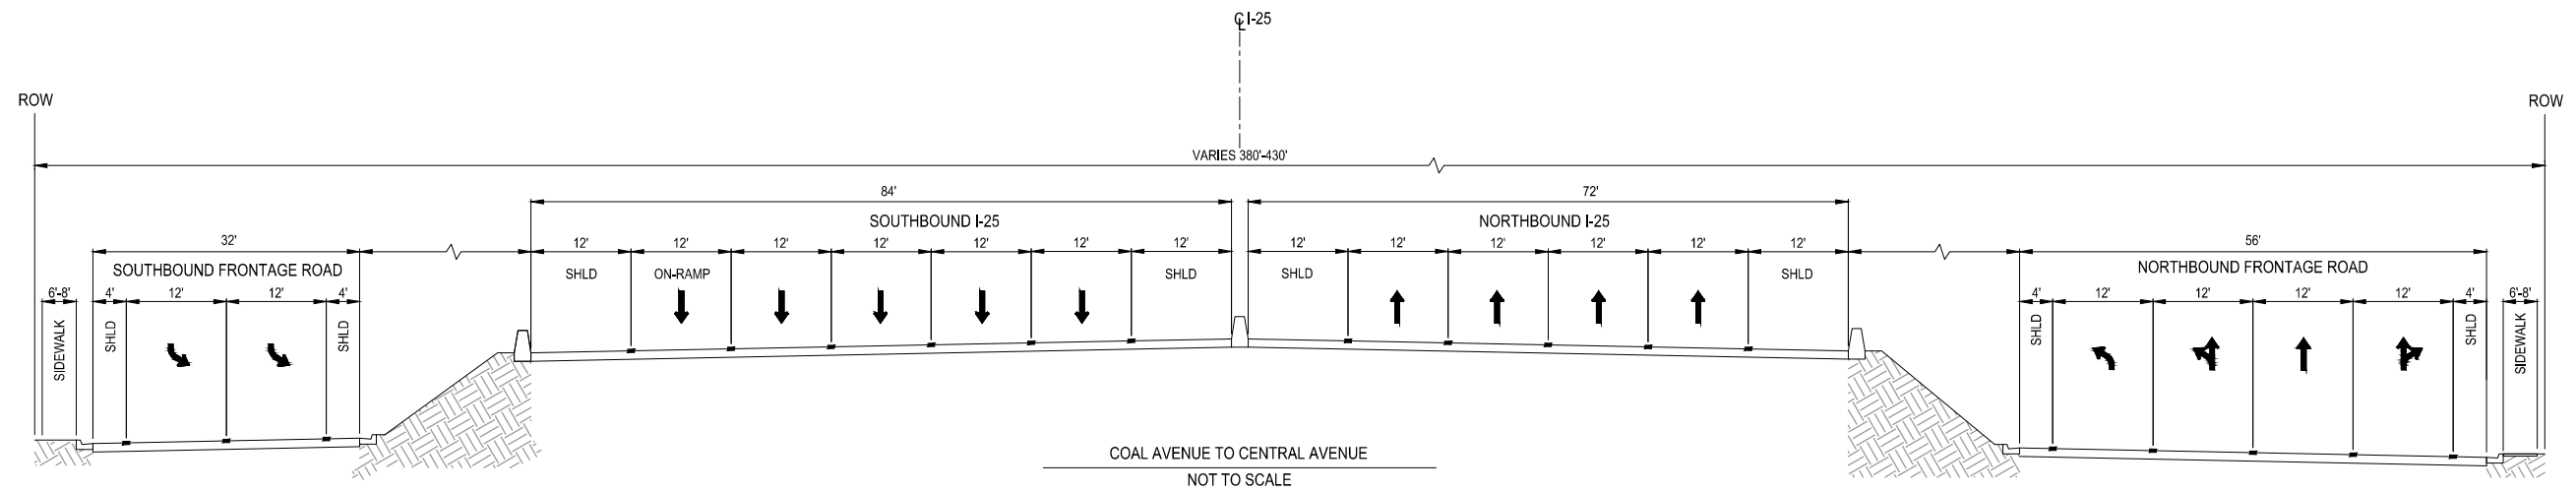 ℄ I-25
ROW
ROW
VARIES 380'-430'
84'
72'
SOUTHBOUND I-25
NORTHBOUND I-25
32'
12'
12'
12'
12'
12'
12'
12'
12'
12'
12'
12'
12'
12'
56'
SOUTHBOUND FRONTAGE ROAD
SHLD
ON-RAMP
SHLD
SHLD
SHLD
NORTHBOUND FRONTAGE ROAD
6'-8'
4'
12'
12'
4'
4'
12'
12'
12'
12'
4'
6'-8'
SIDEWALK
SHLD
SHLD
SHLD
SHLD
SIDEWALK
COAL AVENUE TO CENTRAL AVENUE
NOT TO SCALE